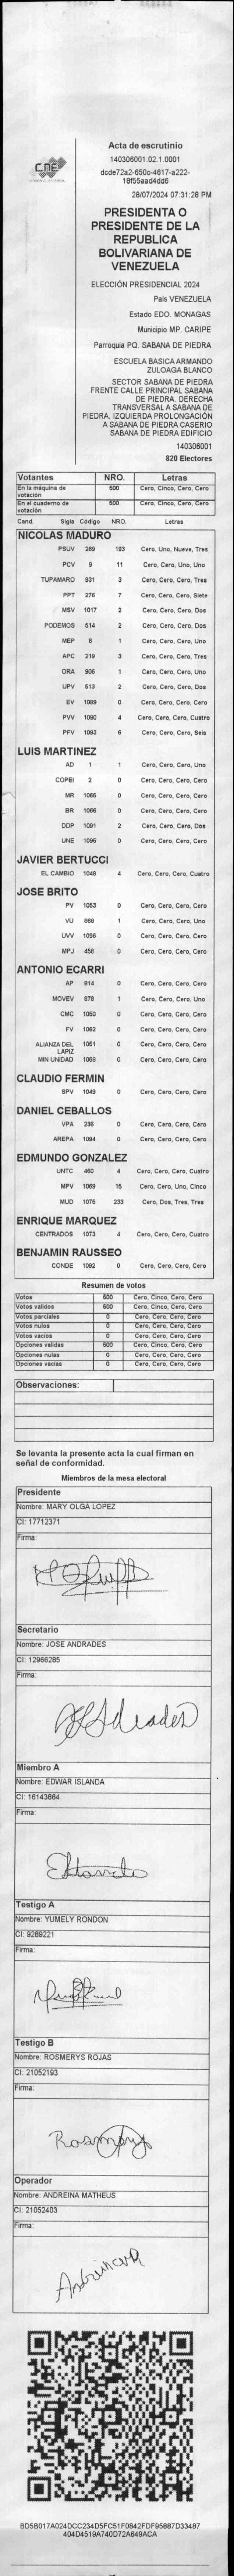 CNE
Acta de escrutinio
140306001.02.1.0001
dcde72a2-650c-4617-a222-
18f55aad4dd6
28/07/2024 07:31:28 PM
PRESIDENTA O
PRESIDENTE DE LA
REPUBLICA
BOLIVARIANA DE
VENEZUELA
ELECCIÓN PRESIDENCIAL 2024
Pais VENEZUELA
Estado EDO. MONAGAS
Municipio MP. CARIPE
Parroquia PQ. SABANA DE PIEDRA
ESCUELA BASICA ARMANDO
ZULOAGA BLANCO
SECTOR SABANA DE PIEDRA
FRENTE CALLE PRINCIPAL SABANA
DE PIEDRA. DERECHA
TRANSVERSAL A SABANA DE
PIEDRA. IZQUIERDA PROLONGACIÓN
A SABANA DE PIEDRA CASERIO
SABANA DE PIEDRA EDIFICIO
140306001
820 Electores
Votantes NRO. Letras
En la máquina de votación 500 Cero, Cinco, Cero, Cero
En el cuaderno de votación 500 Cero, Cinco, Cero, Cero
Cand. Sigls Código NRO. Letras
NICOLAS MADURO
PSUV 269 193 Cero, Uno, Nueve, Tres
PCV 9 11 Cero, Cero, Uno, Uno
TUPAMARO 931 3 Cero, Cero, Cero, Tres
PPT 276 7 Cero, Cero, Cero, Siete
MSV 1017 2 Cero, Cero, Cero, Dos
PODEMOS 514 2 Cero, Cero, Cero, Dos
MEP 6 1 Cero, Cero, Cero, Uno
APC 219 3 Cero, Cero, Cero, Tres
ORA 906 1 Cero, Cero, Cero, Uno
UPV 513 2 Cero, Cero, Cero, Dos
EV 1089 0 Cero, Cero, Cero, Cero
PVV 1090 4 Cero, Cero, Cero, Cuatro
PFV 1093 6 Cero, Cero, Cero, Seis
LUIS MARTINEZ
AD 1 1 Cero, Cero, Cero, Uno
COPEI 2 0 Cero, Cero, Cero, Cero
MR 1065 0 Cero, Cero, Cero, Cero
BR 1066 0 Cero, Cero, Cero, Cero
DDP 1091 2 Cero, Cero, Cero, Dos
UNE 1095 0 Cero, Cero, Cero, Cero
JAVIER BERTUCCI
EL CAMBIO 1048 4 Cero, Cero, Cero, Cuatro
JOSE BRITO
PV 1053 0 Cero, Cero, Cero, Cero
VU 868 1 Cero, Cero, Cero, Uno
UVV 1096 0 Cero, Cero, Cero, Cero
MPJ 458 0 Cero, Cero, Cero, Cero
ANTONIO ECARRI
AP 814 0 Cero, Cero, Cero, Cero
MOVEV 878 1 Cero, Cero, Cero, Uno
CMC 1050 0 Cero, Cero, Cero, Cero
FV 1062 0 Cero, Cero, Cero, Cero
ALIANZA DEL LAPIZ 1051 0 Cero, Cero, Cero, Cero
MIN UNIDAD 1068 0 Cero, Cero, Cero, Cero
CLAUDIO FERMIN
SPV 1049 0 Cero, Cero, Cero, Cero
DANIEL CEBALLOS
VPA 236 0 Cero, Cero, Cero, Cero
AREPA 1094 0 Cero, Cero, Cero, Cero
EDMUNDO GONZALEZ
UNTC 460 4 Cero, Cero, Cero, Cuatro
MPV 1069 15 Cero, Cero, Uno, Cinco
MUD 1075 233 Cero, Dos, Tres, Tres
ENRIQUE MARQUEZ
CENTRADOS 1073 4 Cero, Cero, Cero, Cuatro
BENJAMIN RAUSSEO
CONDE 1092 0 Cero, Cero, Cero, Cero
Resumen de votos
Votos 500 Cero, Cinco, Cero, Cero
Votos validos 500 Cero, Cinco, Cero, Cero
Votos parciales 0 Cero, Cero, Cero, Cero
Votos nulos 0 Cero, Cero, Cero, Cero
Votos vacios 0 Cero, Cero, Cero, Cero
Opciones validas 500 Cero, Cinco, Cero, Cero
Opciones nulas 0 Cero, Cero, Cero, Cero
Opciones vacias 0 Cero, Cero, Cero, Cero
Observaciones:
Se levanta la presente acta la cual firman en
señal de conformidad.
Miembros de la mesa electoral
Presidente
Nombre: MARY OLGA LOPEZ
CI: 17712371
Firma:
Secretario
Nombre: JOSE ANDRADES
CI: 12966285
Firma:
Miembro A
Nombre: EDWAR ISLANDA
CI: 16143864
Firma:
Testigo A
Nombre: YUMELY RONDON
CI: 9289221
Firma:
Testigo B
Nombre: ROSMERYS ROJAS
CI: 21052193
Firma:
Rosmerys
Operador
Nombre: ANDREINA MATHEUS
CI: 21052403
Firma:
BD5B017A024DCC234D5FC51F0842FDF95887D33487
404D4519A740D72A649ACA